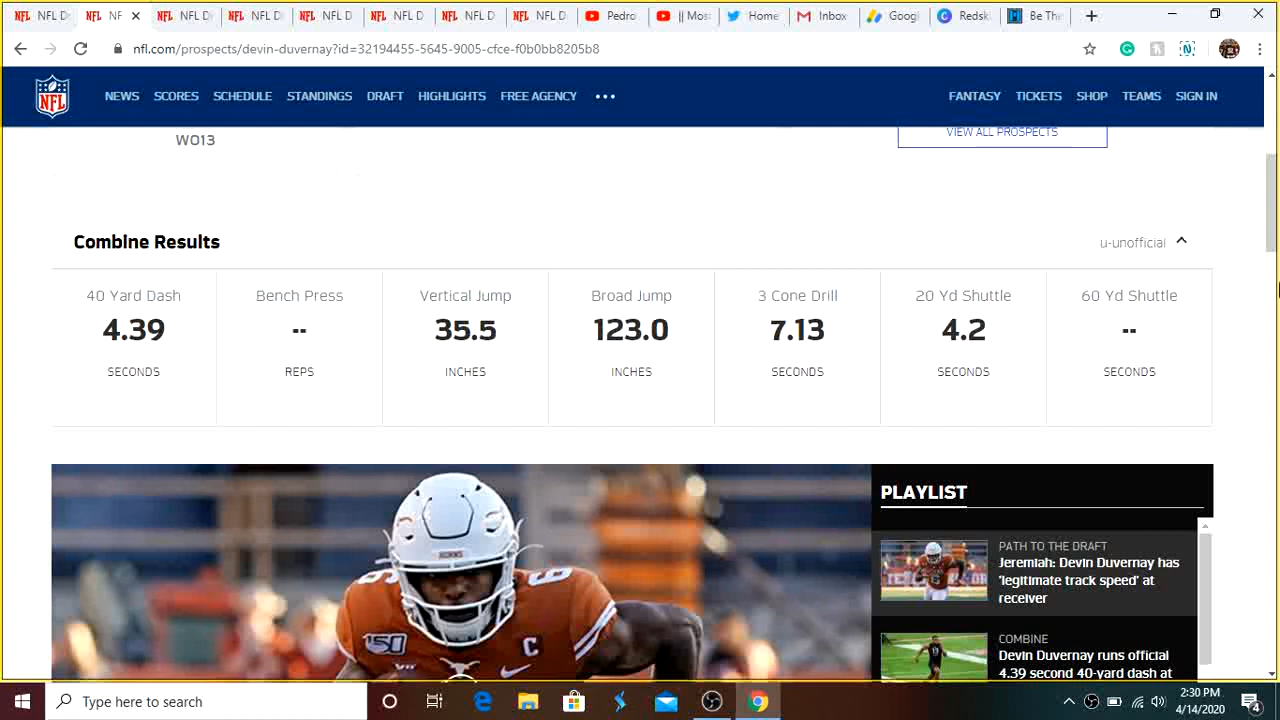 NFL D
NF
NFL D
NFL D
NFL D
NFL D
NFL D
NFL D
Pedro
|| Mos
Home
Inbox
Googl
Redsk
Be The
nfl.com/prospects/devin-duvernay?id=32194455-5645-9005-cfce-f0b0bb8205b8
NFL
NEWS SCORES SCHEDULE STANDINGS DRAFT HIGHLIGHTS FREE AGENCY ••• FANTASY TICKETS SHOP TEAMS SIGN IN
WO13
VIEW ALL PROSPECTS
Combine Results
u-unofficial
40 Yard Dash Bench Press Vertical Jump Broad Jump 3 Cone Drill 20 Yd Shuttle 60 Yd Shuttle
4.39 -- 35.5 123.0 7.13 4.2 --
SECONDS REPS INCHES INCHES SECONDS SECONDS SECONDS
PLAYLIST
PATH TO THE DRAFT
Jeremiah: Devin Duvernay has
'legitimate track speed' at
receiver
COMBINE
Devin Duvernay runs official
4.39 second 40-yard dash at
6
6
150
C
Type here to search
2:30 PM
4/14/2020
4